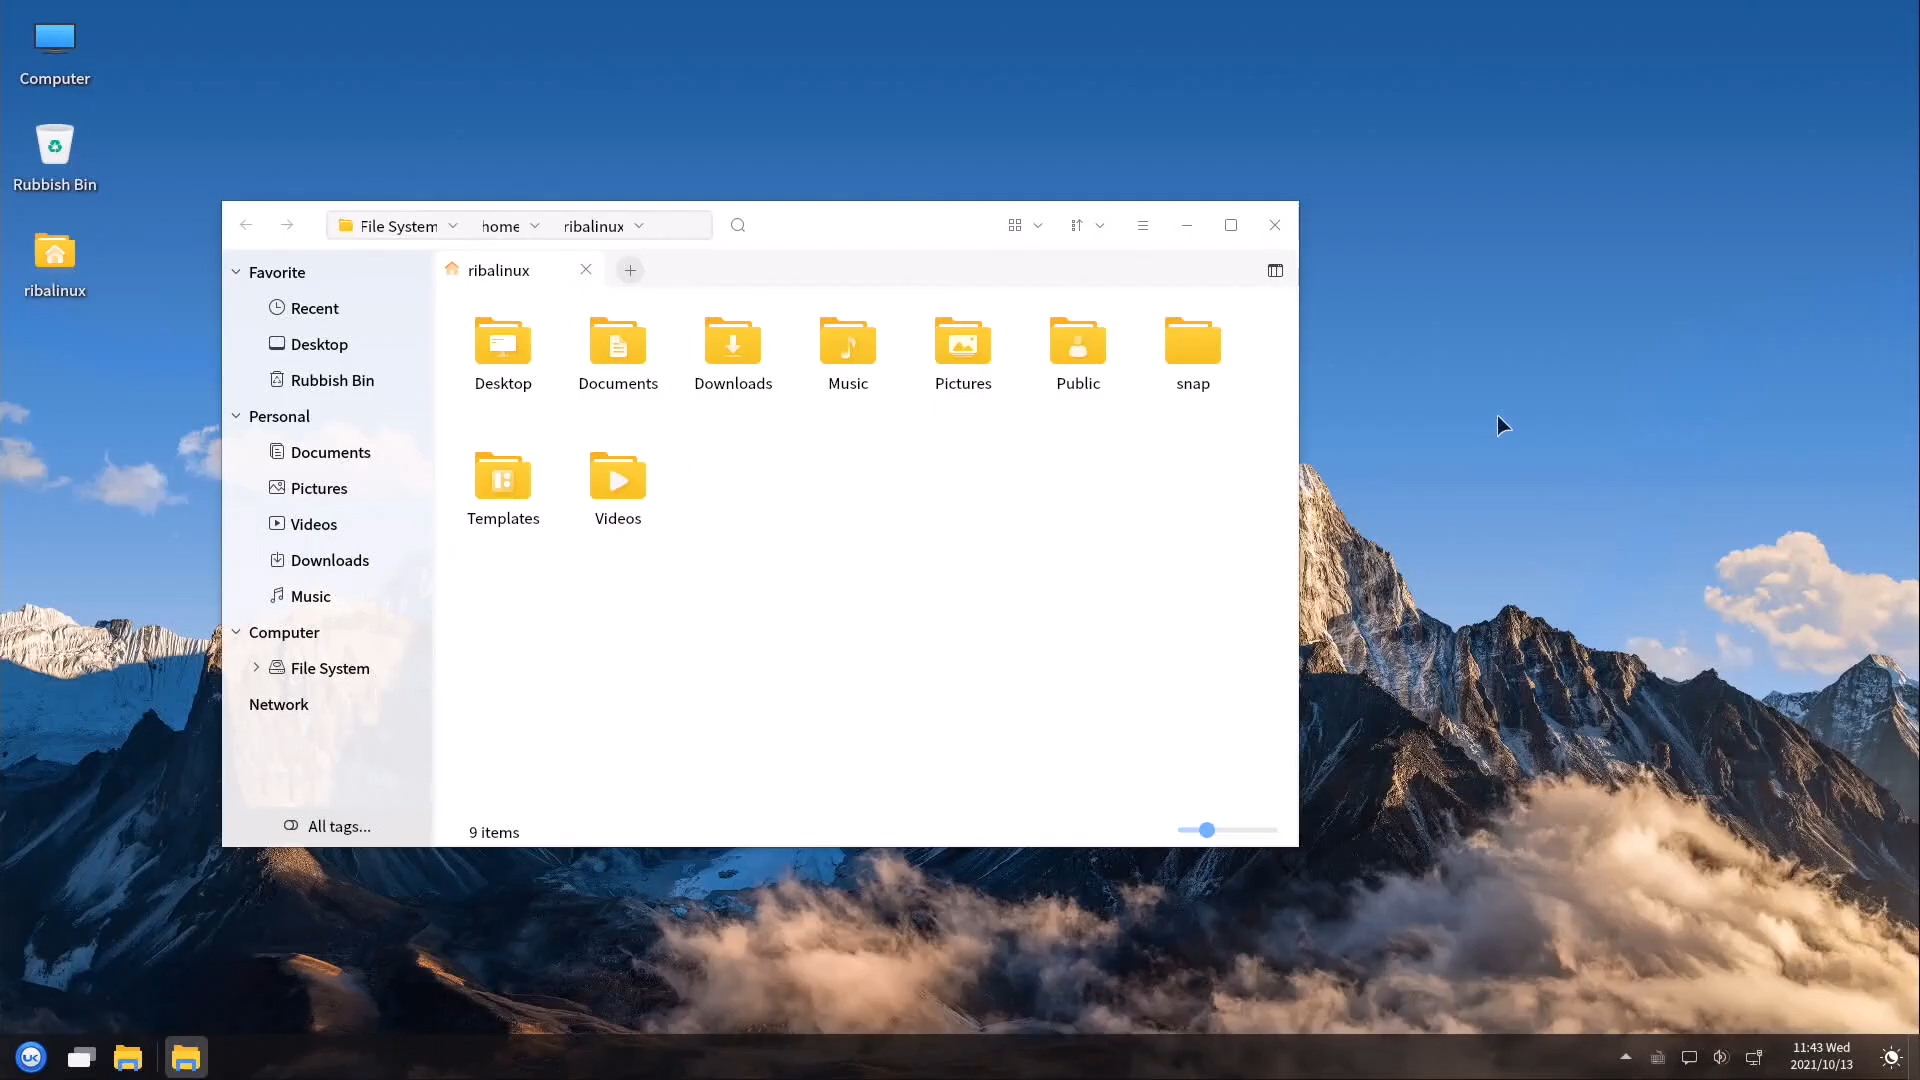 Computer
Rubbish Bin
ribalinux
File System home ribalinux
ribalinux
Favorite
Recent
Desktop
Rubbish Bin
Personal
Documents
Pictures
Videos
Downloads
Music
Computer
File System
Network
All tags...
Desktop Documents Downloads Music Pictures Public snap
Templates Videos
9 items
UK
11:43 Wed
2021/10/13